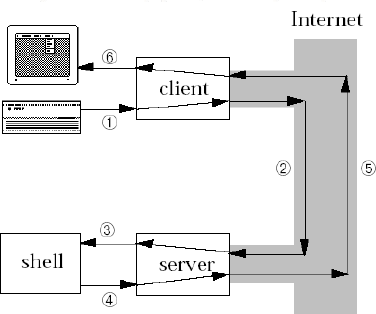 Internet
⑥
client
①
②
⑤
③
shell
server
④